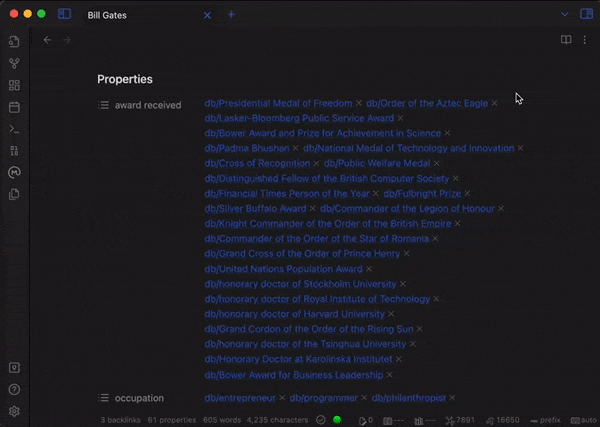 Bill Gates
Properties
award received
db/Presidential Medal of Freedom × db/Order of the Aztec Eagle ×
db/Lasker-Bloomberg Public Service Award ×
db/Bower Award and Prize for Achievement in Science ×
db/Padma Bhushan × db/National Medal of Technology and Innovation ×
db/Cross of Recognition × db/Public Welfare Medal ×
db/Distinguished Fellow of the British Computer Society ×
db/Financial Times Person of the Year × db/Fulbright Prize ×
db/Silver Buffalo Award × db/Commander of the Legion of Honour ×
db/Knight Commander of the Order of the British Empire ×
db/Commander of the Order of the Star of Romania ×
db/Grand Cross of the Order of Prince Henry ×
db/United Nations Population Award ×
db/honorary doctor of Stockholm University ×
db/honorary doctor of Royal Institute of Technology ×
db/honorary doctor of Harvard University ×
db/Grand Cordon of the Order of the Rising Sun ×
db/honorary doctor of the Tsinghua University ×
db/Honorary Doctor at Karolinska Institutet ×
db/Bower Award for Business Leadership ×
occupation db/entrepreneur × db/programmer × db/philanthropist ×
3 backlinks 61 properties 605 words 4,235 characters 0 --- --- 7891 16650 prefix auto